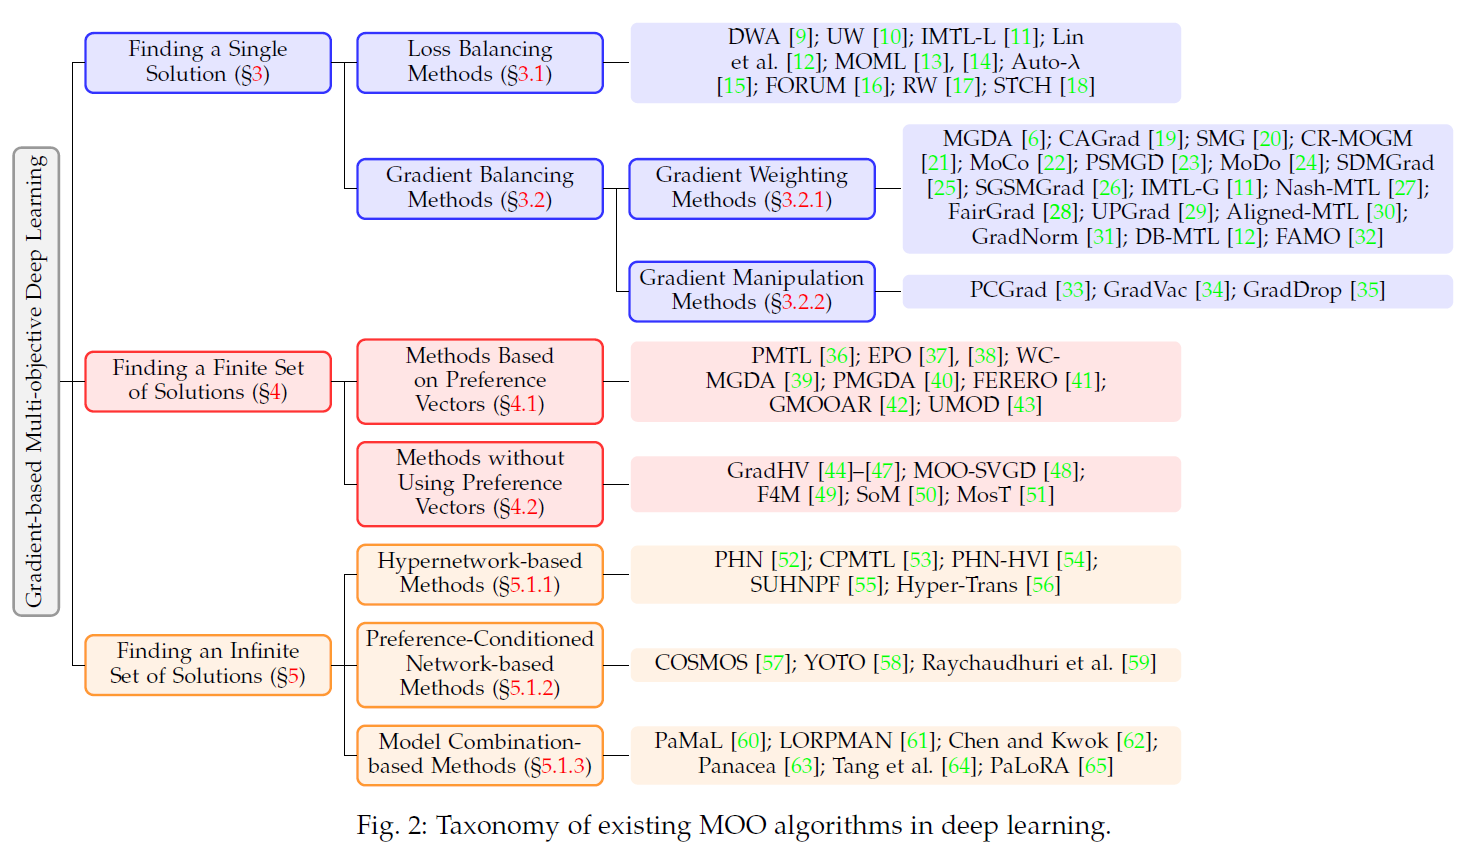 Gradient-based Multi-objective Deep Learning
Finding a Single
Solution (§3)
Loss Balancing
Methods (§3.1)
DWA [9]; UW [10]; IMTL-L [11]; Lin
et al. [12]; MOML [13], [14]; Auto-λ
[15]; FORUM [16]; RW [17]; STCH [18]
Gradient Balancing
Methods (§3.2)
Gradient Weighting
Methods (§3.2.1)
MGDA [6]; CAGrad [19]; SMG [20]; CR-MOGM
[21]; MoCo [22]; PSMGD [23]; MoDo [24]; SDMGrad
[25]; SGSMGrad [26]; IMTL-G [11]; Nash-MTL [27];
FairGrad [28]; UPGrad [29]; Aligned-MTL [30];
GradNorm [31]; DB-MTL [12]; FAMO [32]
Gradient Manipulation
Methods (§3.2.2)
PCGrad [33]; GradVac [34]; GradDrop [35]
Finding a Finite Set
of Solutions (§4)
Methods Based
on Preference
Vectors (§4.1)
PMTL [36]; EPO [37], [38]; WC-
MGDA [39]; PMGDA [40]; FERERO [41];
GMOOAR [42]; UMOD [43]
Methods without
Using Preference
Vectors (§4.2)
GradHV [44]–[47]; MOO-SVGD [48];
F4M [49]; SoM [50]; MosT [51]
Finding an Infinite
Set of Solutions (§5)
Hypernetwork-based
Methods (§5.1.1)
PHN [52]; CPMTL [53]; PHN-HVI [54];
SUHNPF [55]; Hyper-Trans [56]
Preference-Conditioned
Network-based
Methods (§5.1.2)
COSMOS [57]; YOTO [58]; Raychaudhuri et al. [59]
Model Combination-
based Methods (§5.1.3)
PaMaL [60]; LORPMAN [61]; Chen and Kwok [62];
Panacea [63]; Tang et al. [64]; PaLoRA [65]
Fig. 2: Taxonomy of existing MOO algorithms in deep learning.